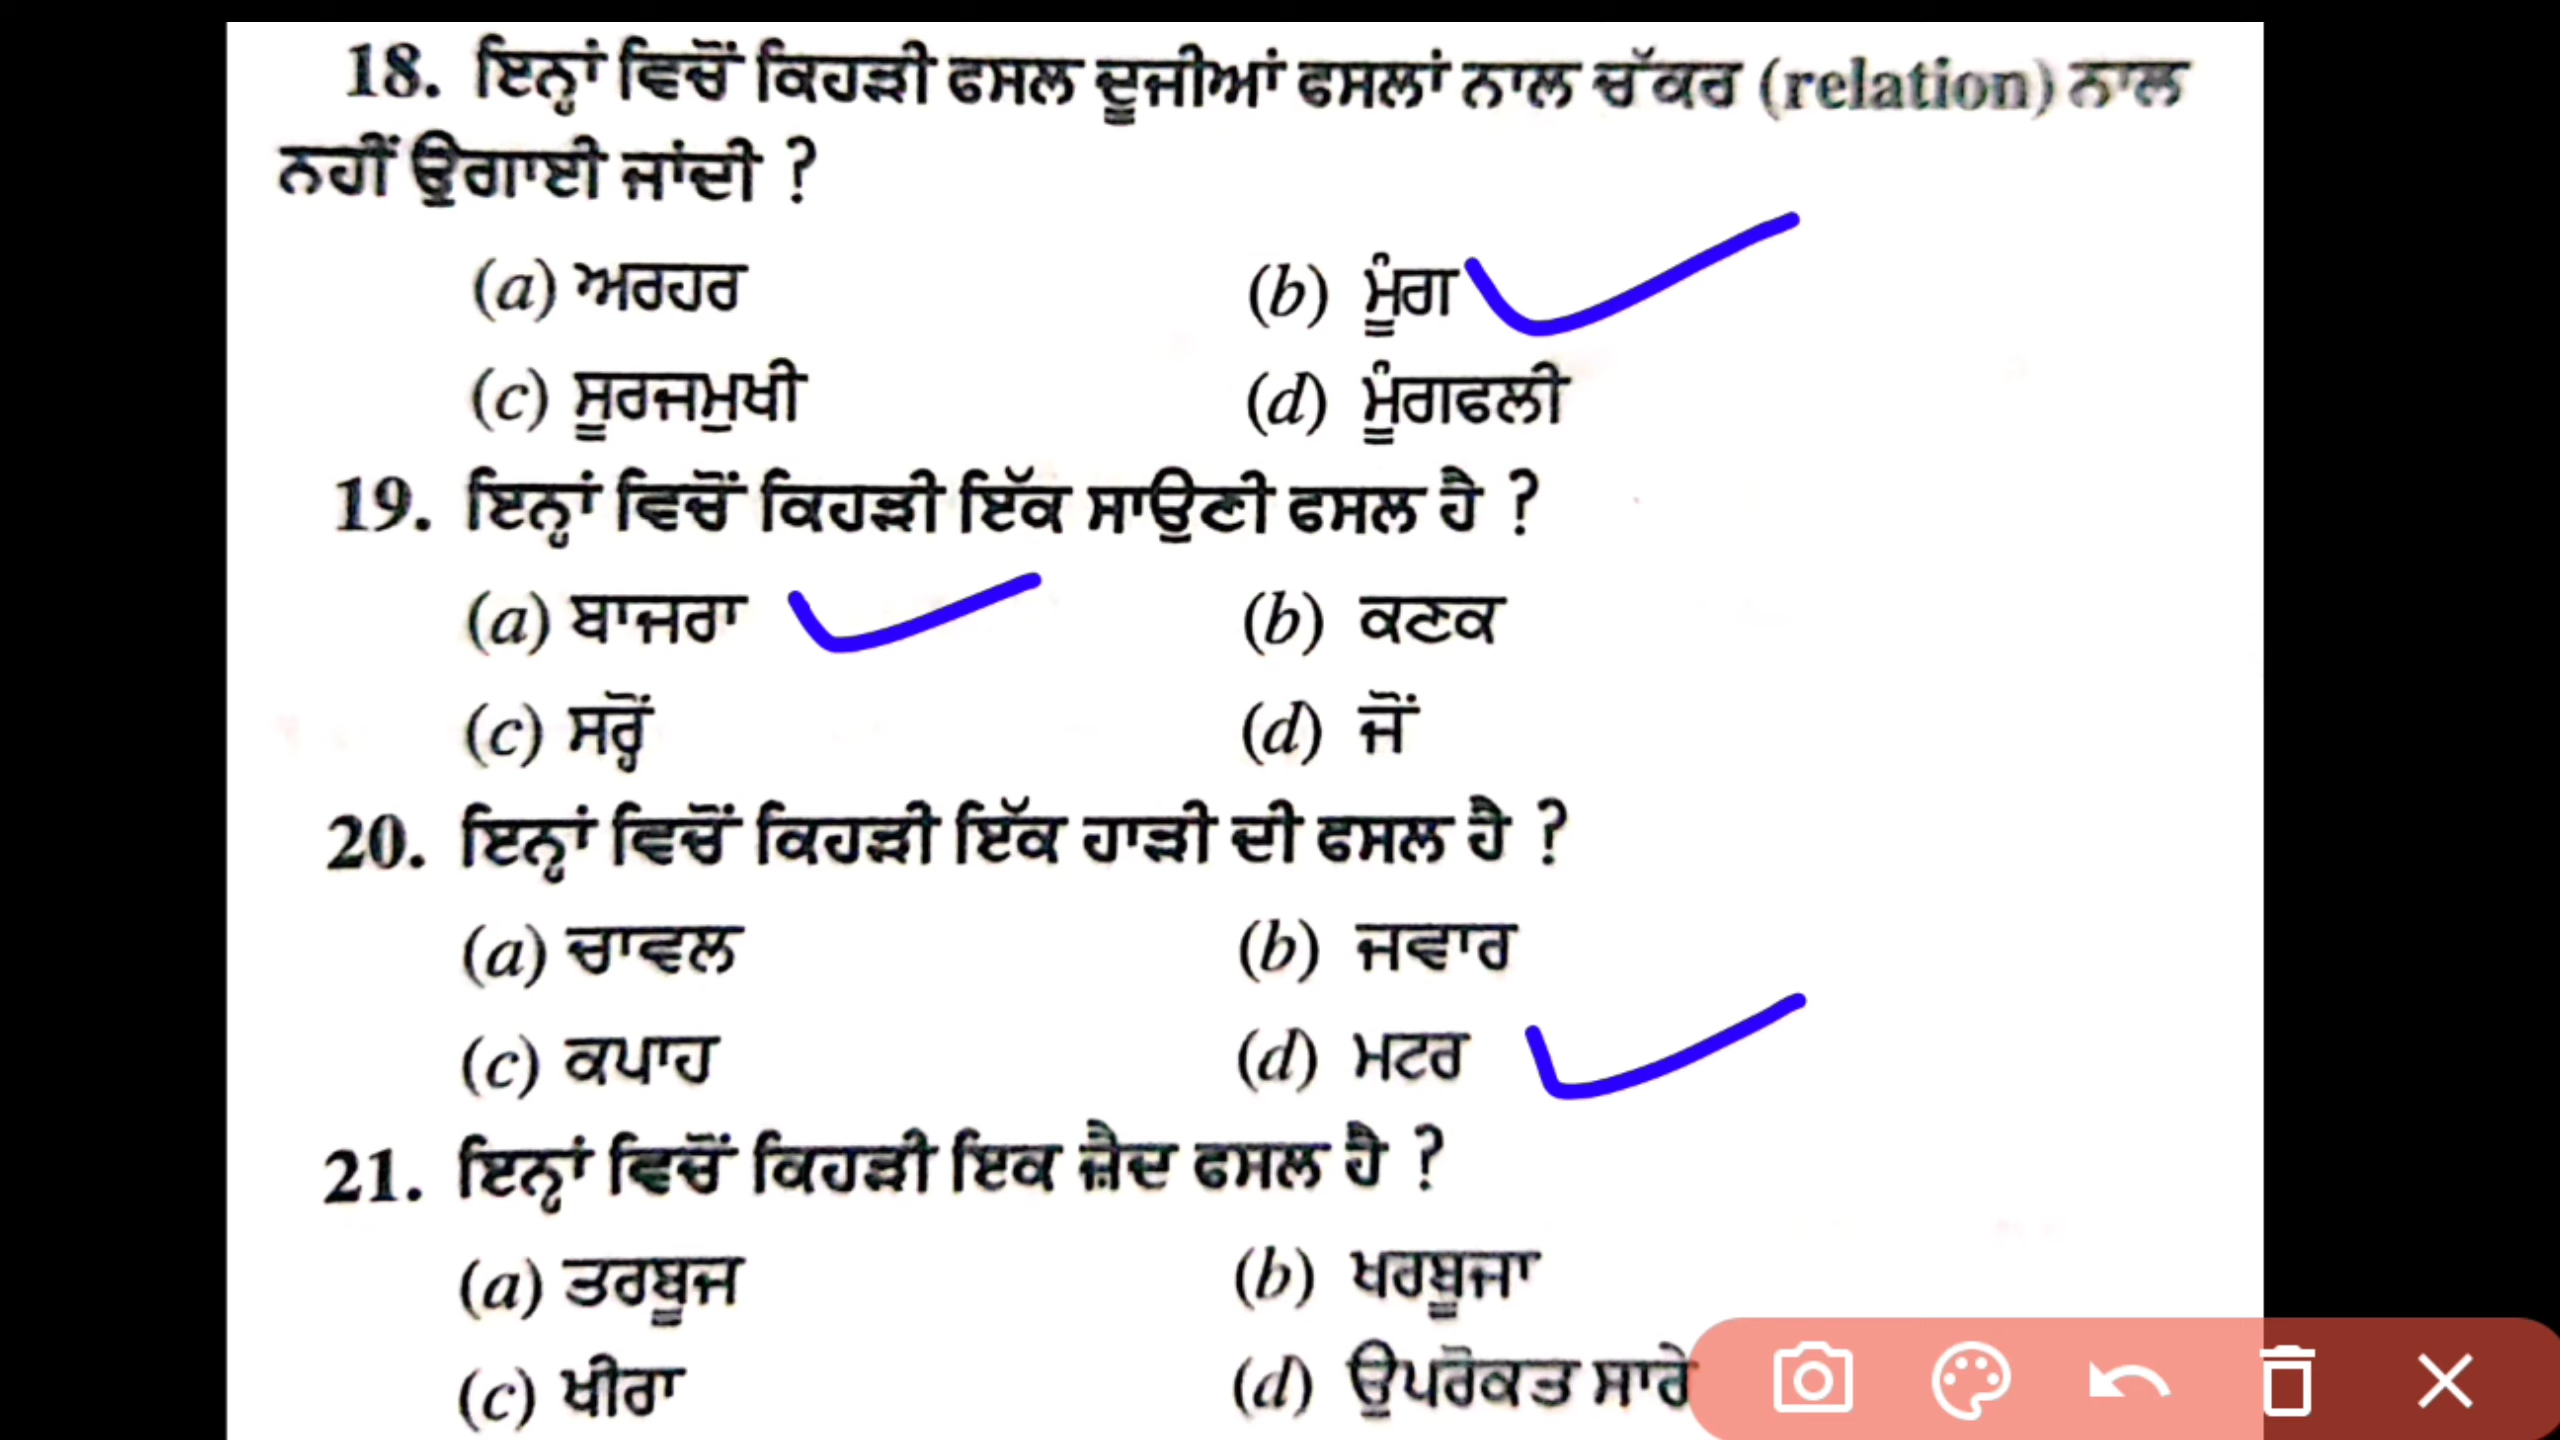 18. ਇਨ੍ਹਾਂ ਵਿਚੋਂ ਕਿਹੜੀ ਫਸਲ ਦੂਜੀਆਂ ਫਸਲਾਂ ਨਾਲ ਚੱਕਰ (relation) ਨਾਲ
ਨਹੀਂ ਉਗਾਈ ਜਾਂਦੀ ?
(a) ਅਰਹਰ (b) ਮੂੰਗ
(c) ਸੂਰਜਮੁਖੀ (d) ਮੂੰਗਫਲੀ
19. ਇਨ੍ਹਾਂ ਵਿਚੋਂ ਕਿਹੜੀ ਇੱਕ ਸਾਉਣੀ ਫਸਲ ਹੈ ?
(a) ਬਾਜਰਾ (b) ਕਣਕ
(c) ਸਰ੍ਹੋਂ (d) ਜੌਂ
20. ਇਨ੍ਹਾਂ ਵਿਚੋਂ ਕਿਹੜੀ ਇੱਕ ਹਾੜੀ ਦੀ ਫਸਲ ਹੈ ?
(a) ਚਾਵਲ (b) ਜਵਾਰ
(c) ਕਪਾਹ (d) ਮਟਰ
21. ਇਨ੍ਹਾਂ ਵਿਚੋਂ ਕਿਹੜੀ ਇਕ ਜ਼ੈਦ ਫਸਲ ਹੈ ?
(a) ਤਰਬੂਜ (b) ਖਰਬੂਜਾ
(c) ਖੀਰਾ (d) ਉਪਰੋਕਤ ਸਾਰੇ